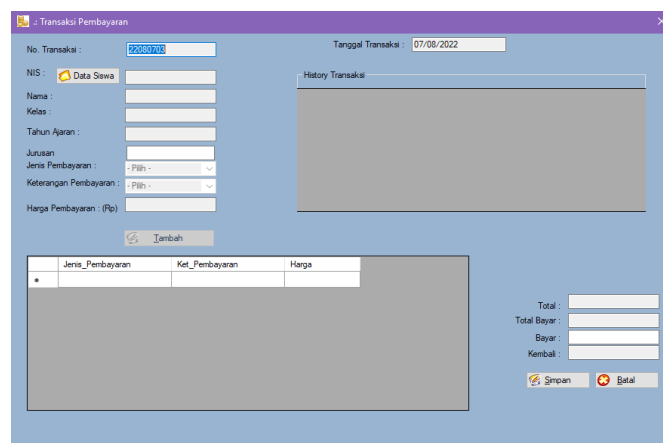 .: Transaksi Pembayaran
No. Transaksi : 22080703
Tanggal Transaksi : 07/08/2022
NIS : Data Siswa
History Transaksi
Nama :
Kelas :
Tahun Ajaran :
Jurusan
Jenis Pembayaran : - Pilih -
Keterangan Pembayaran : - Pilih -
Harga Pembayaran : (Rp)
Tambah
Jenis_Pembayaran Ket_Pembayaran Harga
Total :
Total Bayar :
Bayar :
Kembali :
Simpan Batal